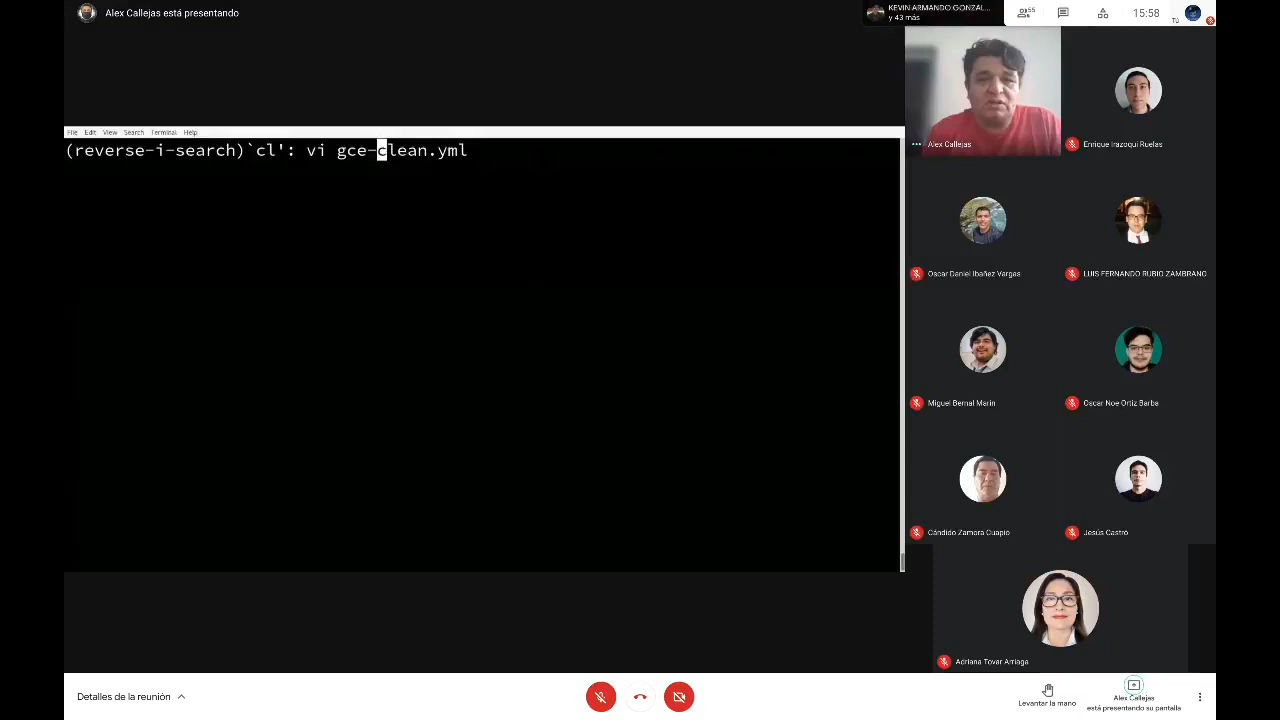 Alex Callejas está presentando
KEVIN ARMANDO GONZAL...
y 43 más
55
15:58
Tú
File Edit View Search Terminal Help
(reverse-i-search)`cl': vi gce-clean.yml
Alex Callejas
Enrique Irazoqui Ruelas
Oscar Daniel Ibañez Vargas
LUIS FERNANDO RUBIO ZAMBRANO
Miguel Bernal Marin
Oscar Noe Ortiz Barba
Cándido Zamora Cuapio
Jesús Castró
Adriana Tovar Arriaga
Detalles de la reunión
Levantar la mano
Alex Callejas
está presentando su pantalla